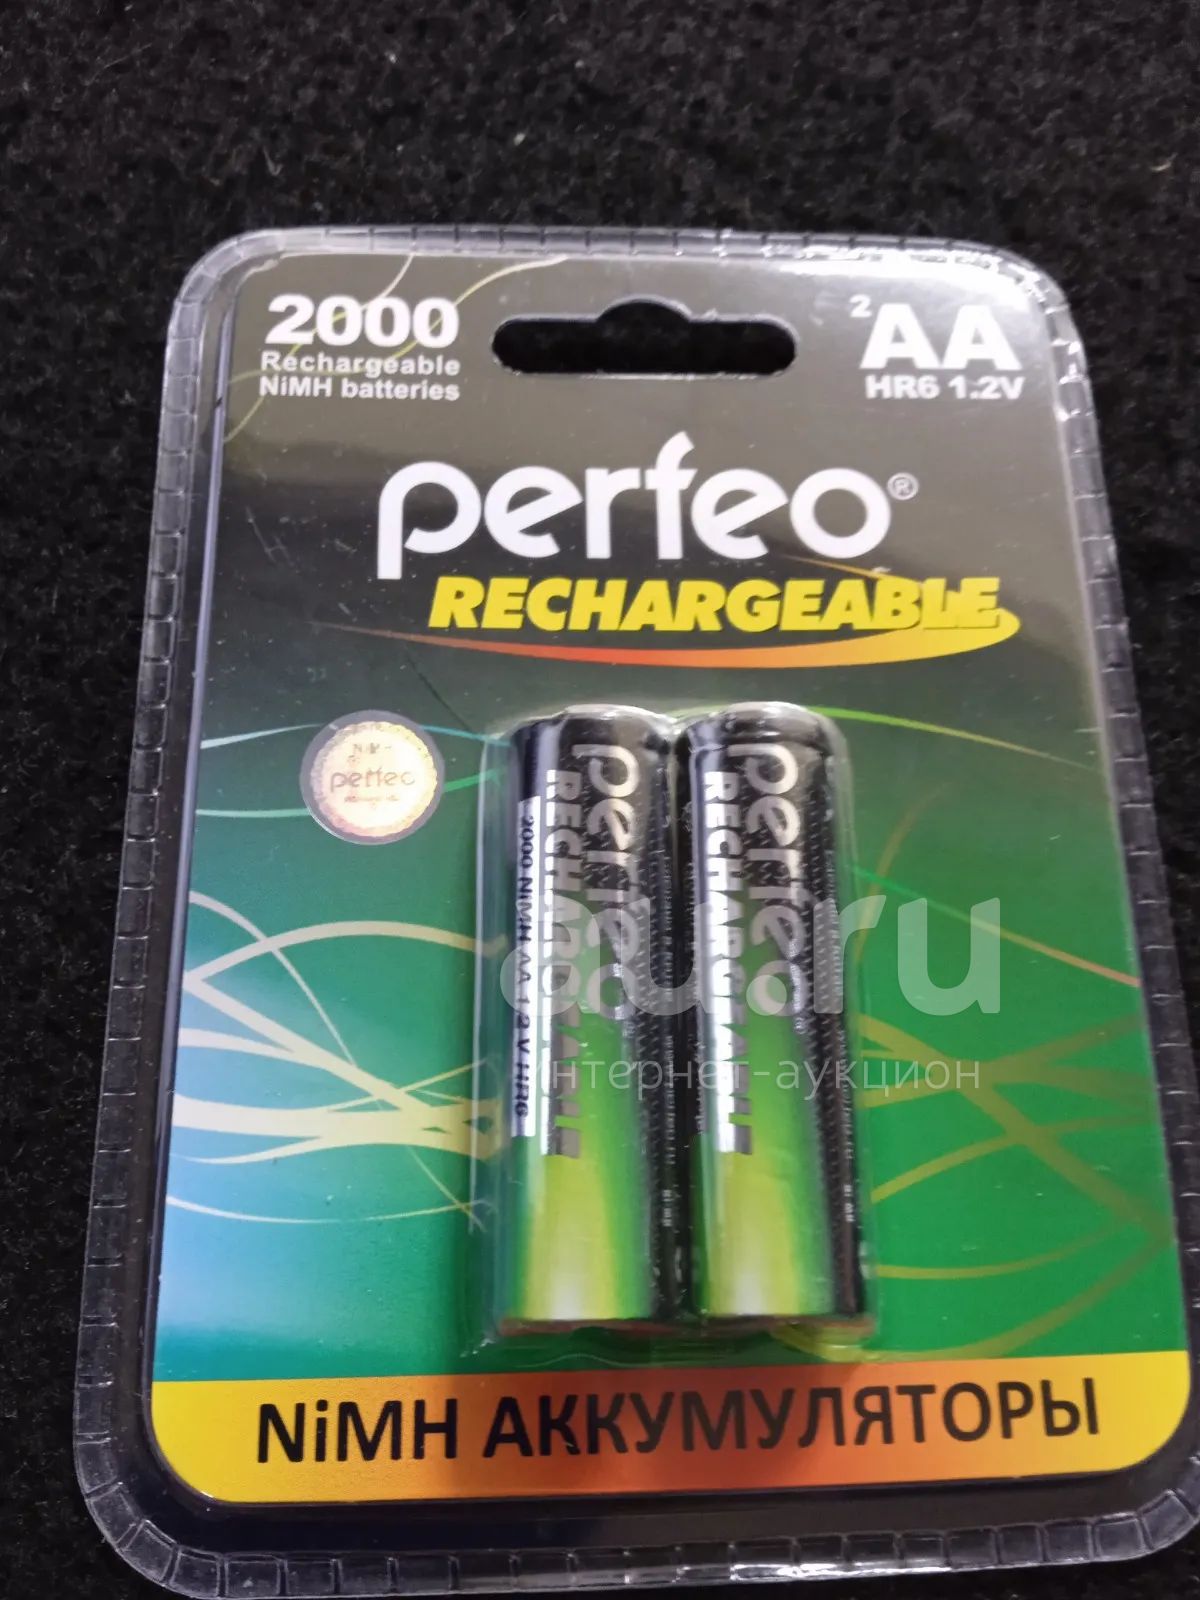 2000
Rechargeable
NiMH batteries
2 AA
HR6 1.2V
perfeo®
RECHARGEABLE
perfeo
perfeo
RECHARGEABLE
2000 NiMH AA 1.2 V HR6
perfeo
RECHARGEABLE
au.ru
интернет-аукцион
NiMH АККУМУЛЯТОРЫ